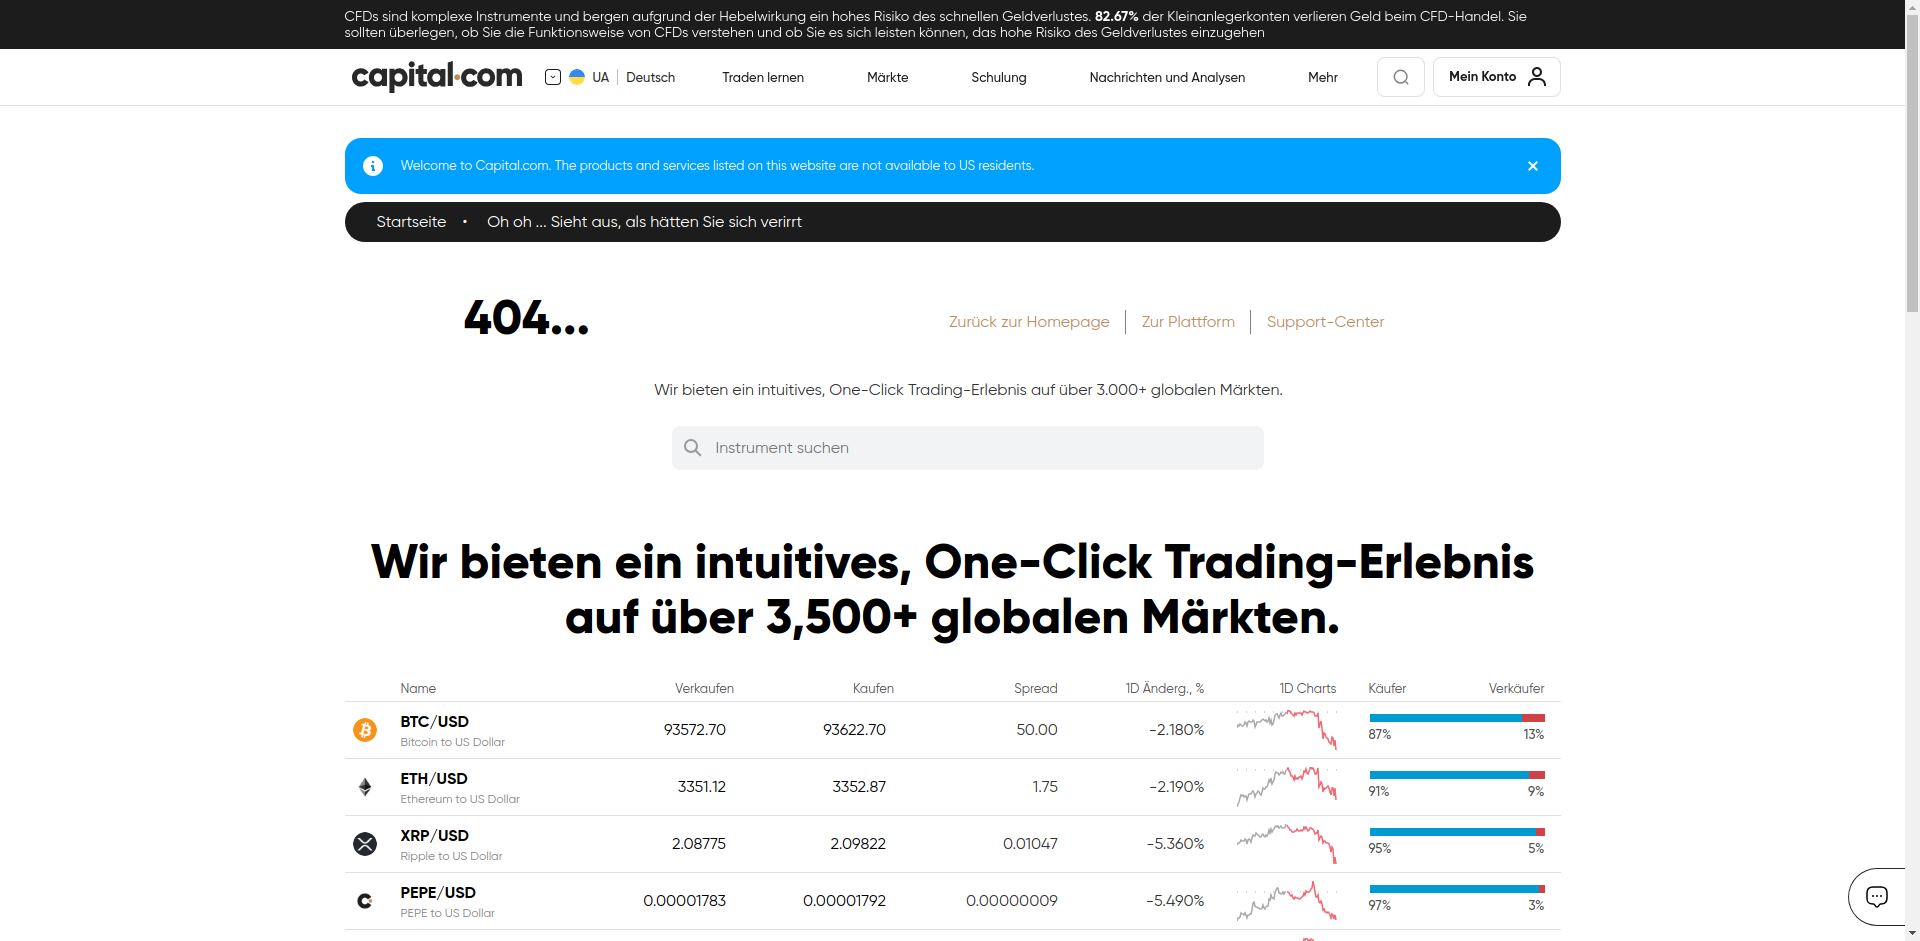 CFDs sind komplexe Instrumente und bergen aufgrund der Hebelwirkung ein hohes Risiko des schnellen Geldverlustes. 82.67% der Kleinanlegerkonten verlieren Geld beim CFD-Handel. Sie
sollten überlegen, ob Sie die Funktionsweise von CFDs verstehen und ob Sie es sich leisten können, das hohe Risiko des Geldverlustes einzugehen
capital.com UA Deutsch Traden lernen Märkte Schulung Nachrichten und Analysen Mehr Mein Konto
Welcome to Capital.com. The products and services listed on this website are not available to US residents.
Startseite • Oh oh ... Sieht aus, als hätten Sie sich verirrt
404...
Zurück zur Homepage Zur Plattform Support-Center
Wir bieten ein intuitives, One-Click Trading-Erlebnis auf über 3.000+ globalen Märkten.
Instrument suchen
Wir bieten ein intuitives, One-Click Trading-Erlebnis
auf über 3,500+ globalen Märkten.
Name Verkaufen Kaufen Spread 1D Änderg., % 1D Charts Käufer Verkäufer
BTC/USD 93572.70 93622.70 50.00 -2.180% 87% 13%
Bitcoin to US Dollar
ETH/USD 3351.12 3352.87 1.75 -2.190% 91% 9%
Ethereum to US Dollar
XRP/USD 2.08775 2.09822 0.01047 -5.360% 95% 5%
Ripple to US Dollar
PEPE/USD 0.00001783 0.00001792 0.00000009 -5.490% 97% 3%
PEPE to US Dollar